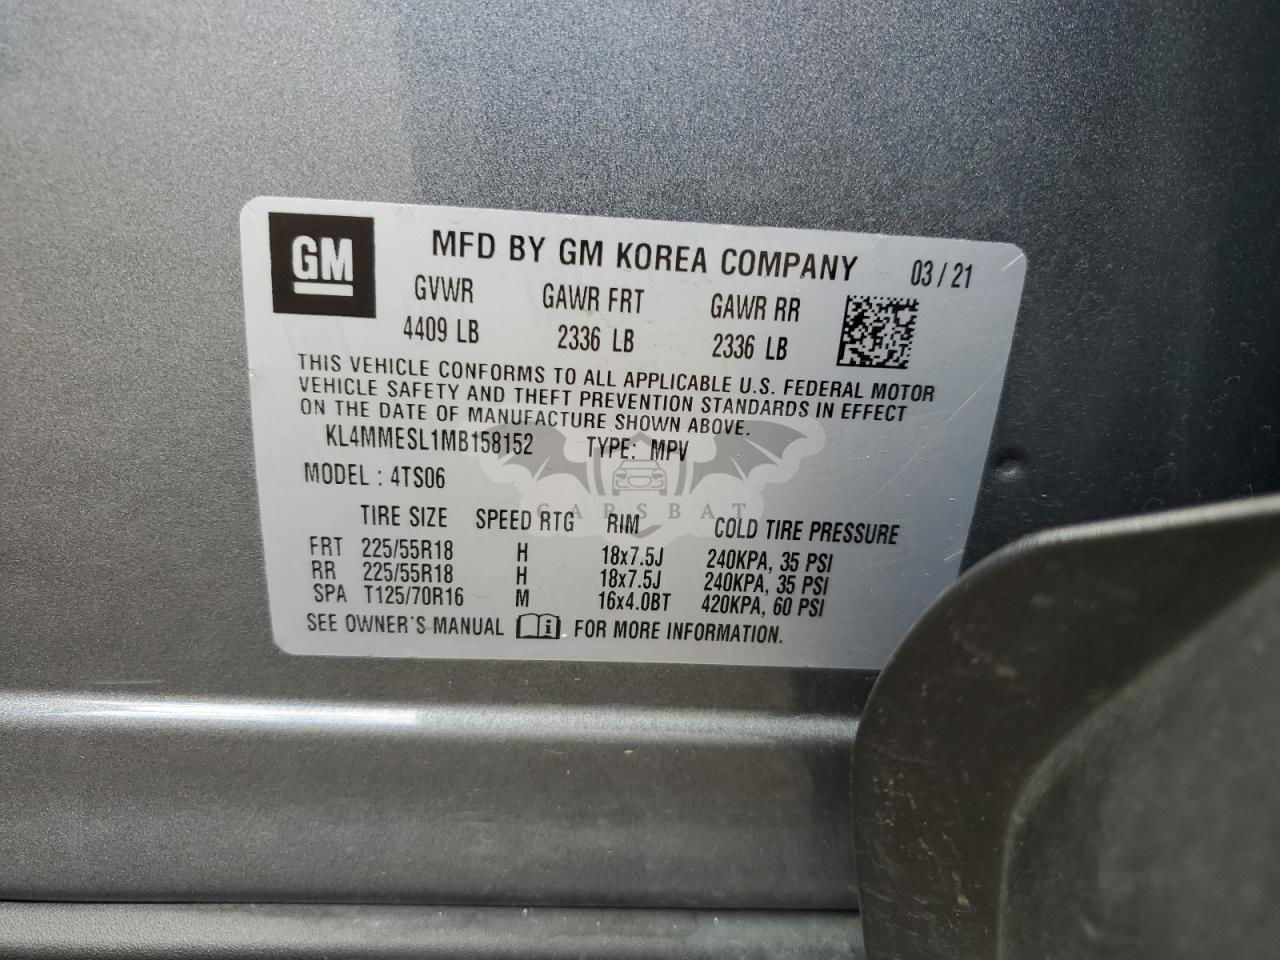 GM
MFD BY GM KOREA COMPANY 03/21
GVWR GAWR FRT GAWR RR
4409 LB 2336 LB 2336 LB
THIS VEHICLE CONFORMS TO ALL APPLICABLE U.S. FEDERAL MOTOR
VEHICLE SAFETY AND THEFT PREVENTION STANDARDS IN EFFECT
ON THE DATE OF MANUFACTURE SHOWN ABOVE.
KL4MMESL1MB158152 TYPE: MPV
MODEL : 4TS06
CARSBAT
TIRE SIZE SPEED RTG RIM COLD TIRE PRESSURE
FRT 225/55R18 H 18x7.5J 240KPA, 35 PSI
RR 225/55R18 H 18x7.5J 240KPA, 35 PSI
SPA T125/70R16 M 16x4.0BT 420KPA, 60 PSI
SEE OWNER'S MANUAL i FOR MORE INFORMATION.